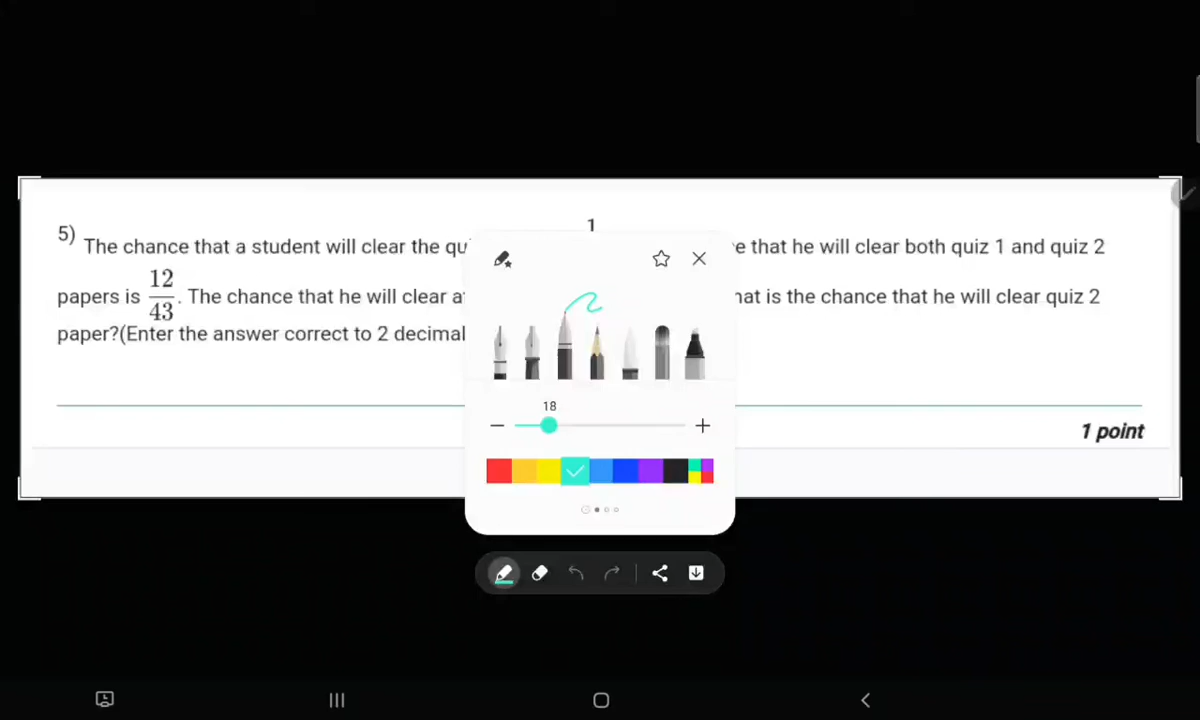 5) The chance that a student will clear the 1 that he will clear both quiz 1 and quiz 2
papers is 12/43. The chance that he will clear is the chance that he will clear quiz 2
paper?(Enter the answer correct to 2 decimal
18
1 point